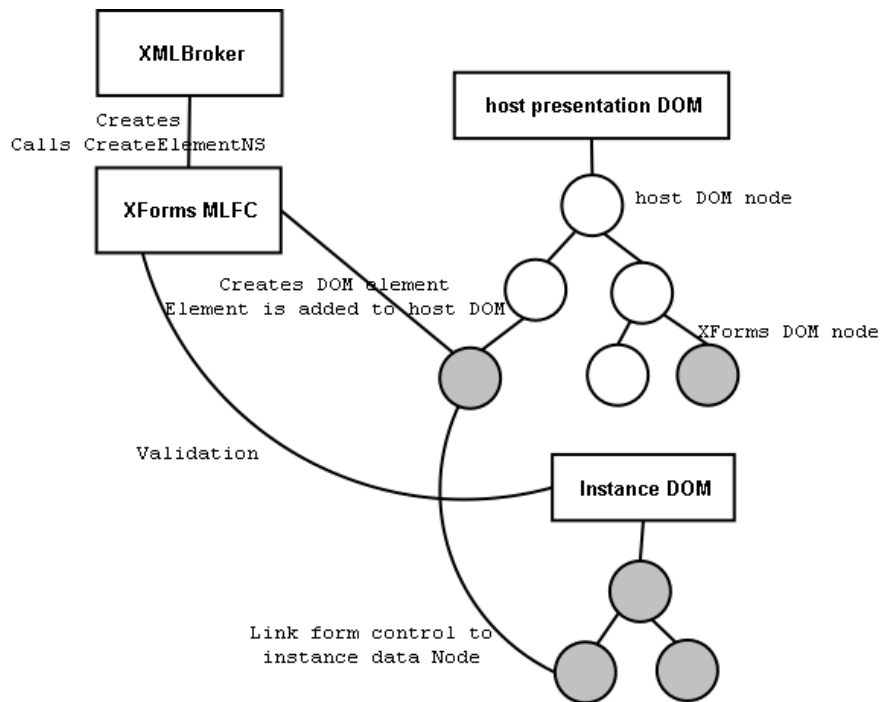 XMLBroker
host presentation DOM
Creates
Calls CreateElementNS
XForms MLFC
host DOM node
Creates DOM element
Element is added to host DOM
XForms DOM node
Validation
Instance DOM
Link form control to
instance data Node